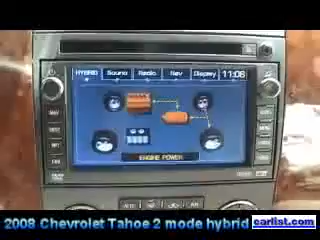 HYBRID Sound Radio Nav Display 11:06
ENGINE POWER
2008 Chevrolet Tahoe 2 mode hybrid
carlist.com